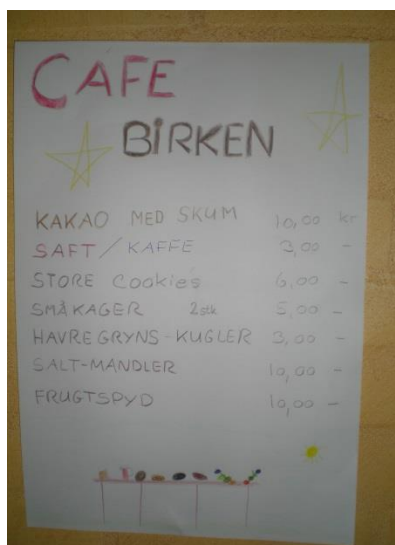 CAFE
BIRKEN
KAKAO MED SKUM 10,00 kr
SAFT / KAFFE 3,00 -
STORE Cookies 6,00 -
SMÅKAGER 2stk 5,00 -
HAVREGRYNS-KUGLER 3,00 -
SALT-MANDLER 10,00 -
FRUGTSPYD 10,00 -